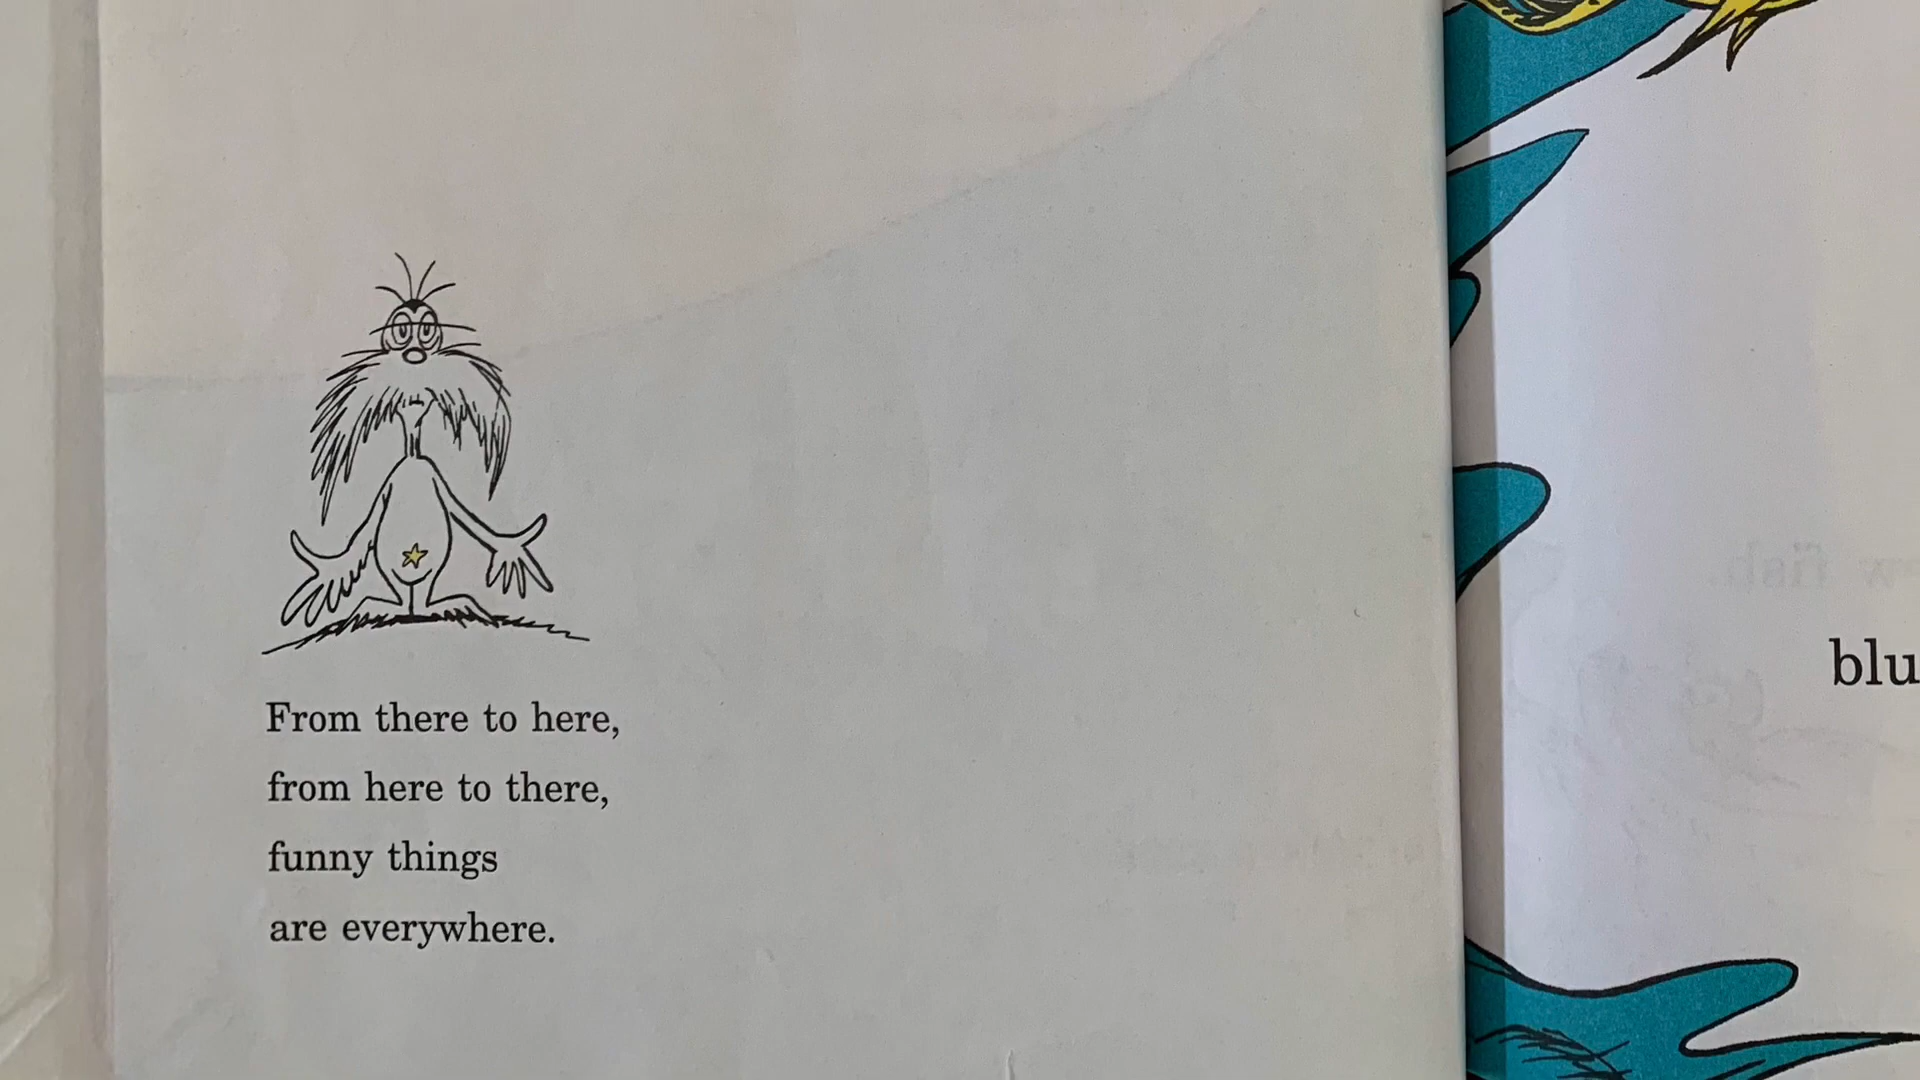 From there to here,
from here to there,
funny things
are everywhere.
blu